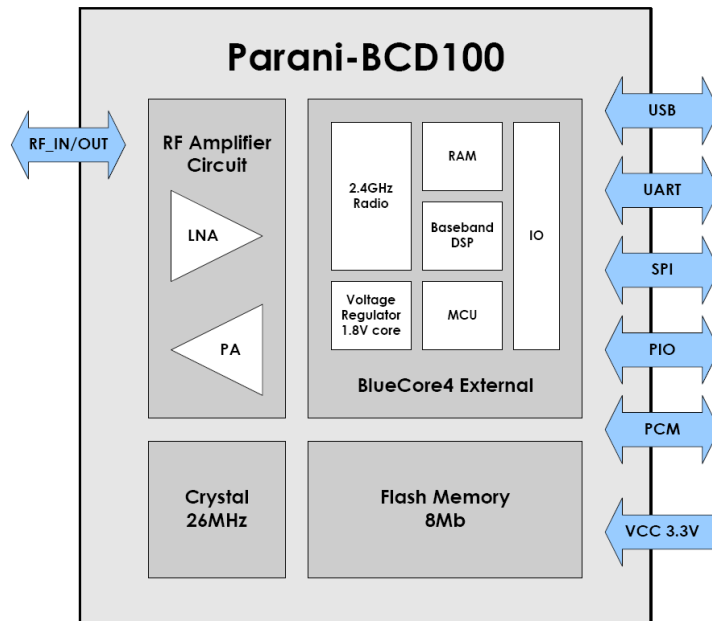 Parani-BCD100
RF_IN/OUT
RF Amplifier
Circuit
LNA
PA
2.4GHz
Radio
RAM
Baseband
DSP
IO
Voltage
Regulator
1.8V core
MCU
BlueCore4 External
Crystal
26MHz
Flash Memory
8Mb
USB
UART
SPI
PIO
PCM
VCC 3.3V